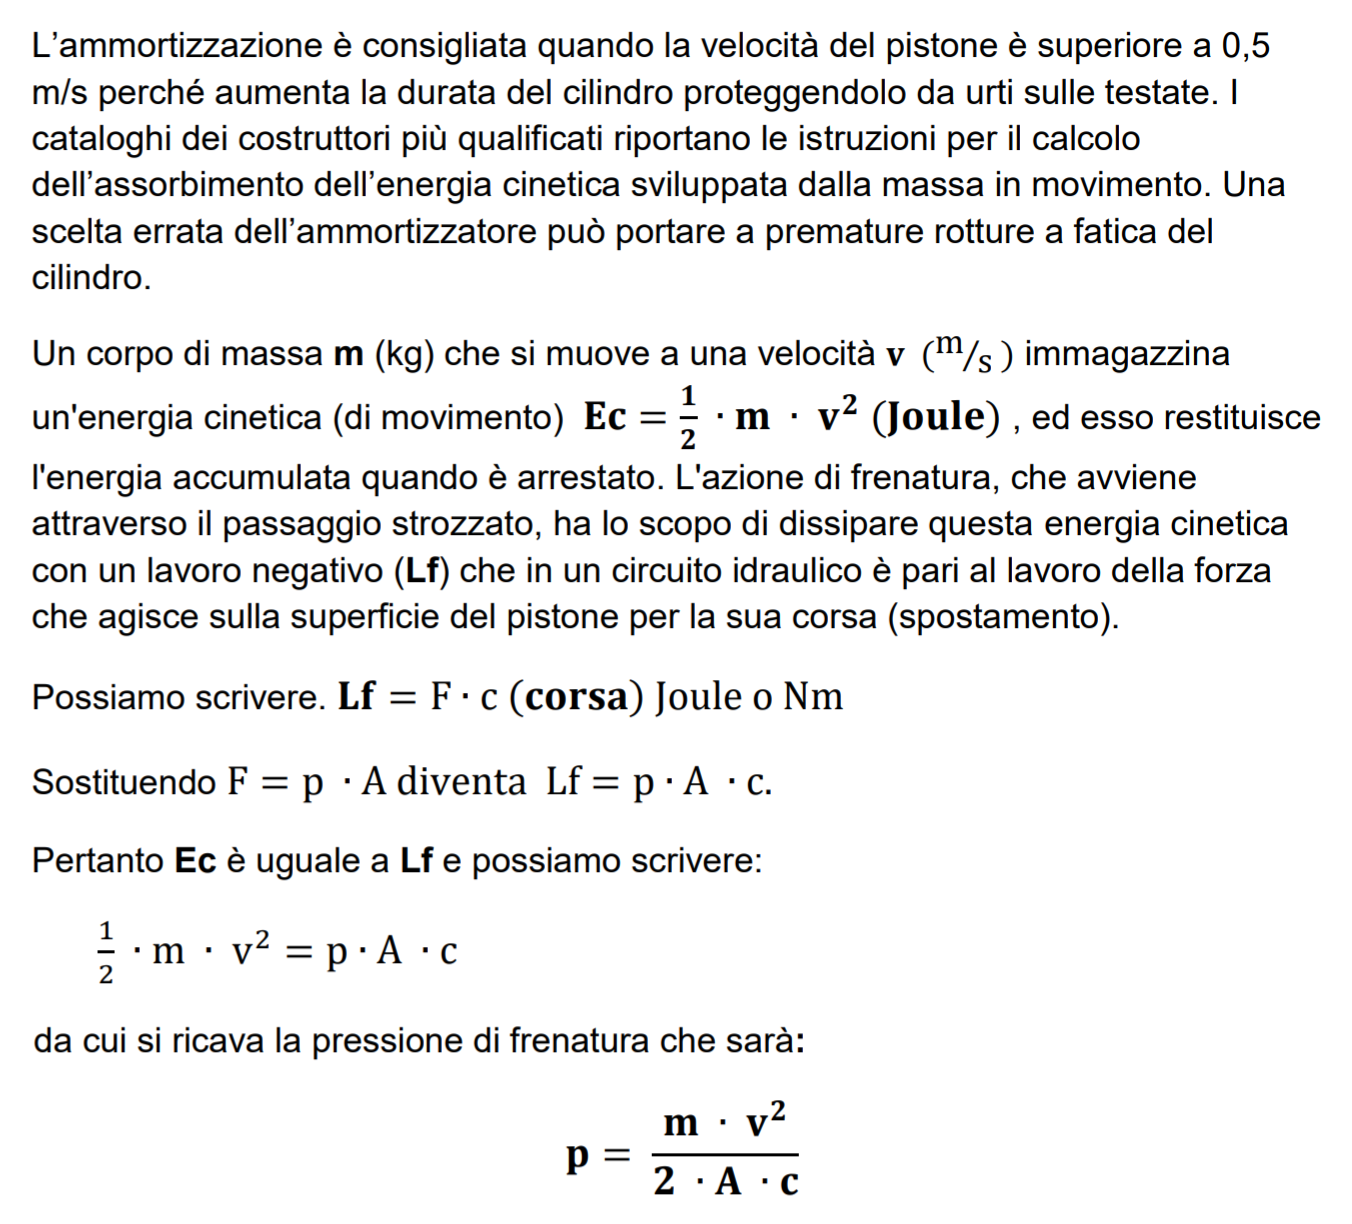 L’ammortizzazione è consigliata quando la velocità del pistone è superiore a 0,5
m/s perché aumenta la durata del cilindro proteggendolo da urti sulle testate. I
cataloghi dei costruttori più qualificati riportano le istruzioni per il calcolo
dell’assorbimento dell’energia cinetica sviluppata dalla massa in movimento. Una
scelta errata dell’ammortizzatore può portare a premature rotture a fatica del
cilindro.
Un corpo di massa m (kg) che si muove a una velocità v (m/s) immagazzina
un'energia cinetica (di movimento) Ec = 1/2 · m · v² (Joule) , ed esso restituisce
l'energia accumulata quando è arrestato. L'azione di frenatura, che avviene
attraverso il passaggio strozzato, ha lo scopo di dissipare questa energia cinetica
con un lavoro negativo (Lf) che in un circuito idraulico è pari al lavoro della forza
che agisce sulla superficie del pistone per la sua corsa (spostamento).
Possiamo scrivere. Lf = F · c (corsa) Joule o Nm
Sostituendo F = p · A diventa Lf = p · A · c.
Pertanto Ec è uguale a Lf e possiamo scrivere:
1/2 · m · v² = p · A · c
da cui si ricava la pressione di frenatura che sarà:
p = m · v² / 2 · A · c